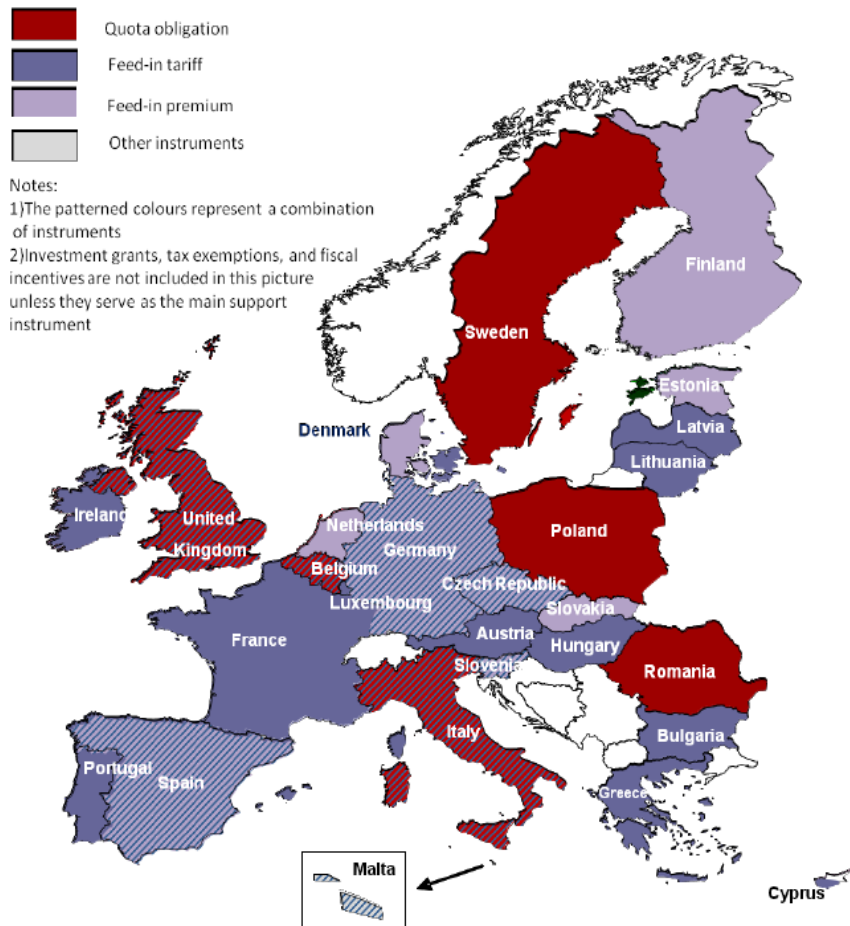 Quota obligation
Feed-in tariff
Feed-in premium
Other instruments
Notes:
1)The patterned colours represent a combination
of instruments
2)Investment grants, tax exemptions, and fiscal
incentives are not included in this picture
unless they serve as the main support
instrument
Finland
Sweden
Estonia
Denmark
Latvia
Lithuania
Ireland
United
Kingdom
Netherlands
Poland
Germany
Belgium
Czech Republic
Luxembourg
Slovakia
France
Austria
Hungary
Slovenia
Romania
Italy
Bulgaria
Portugal
Spain
Greece
Malta
Cyprus